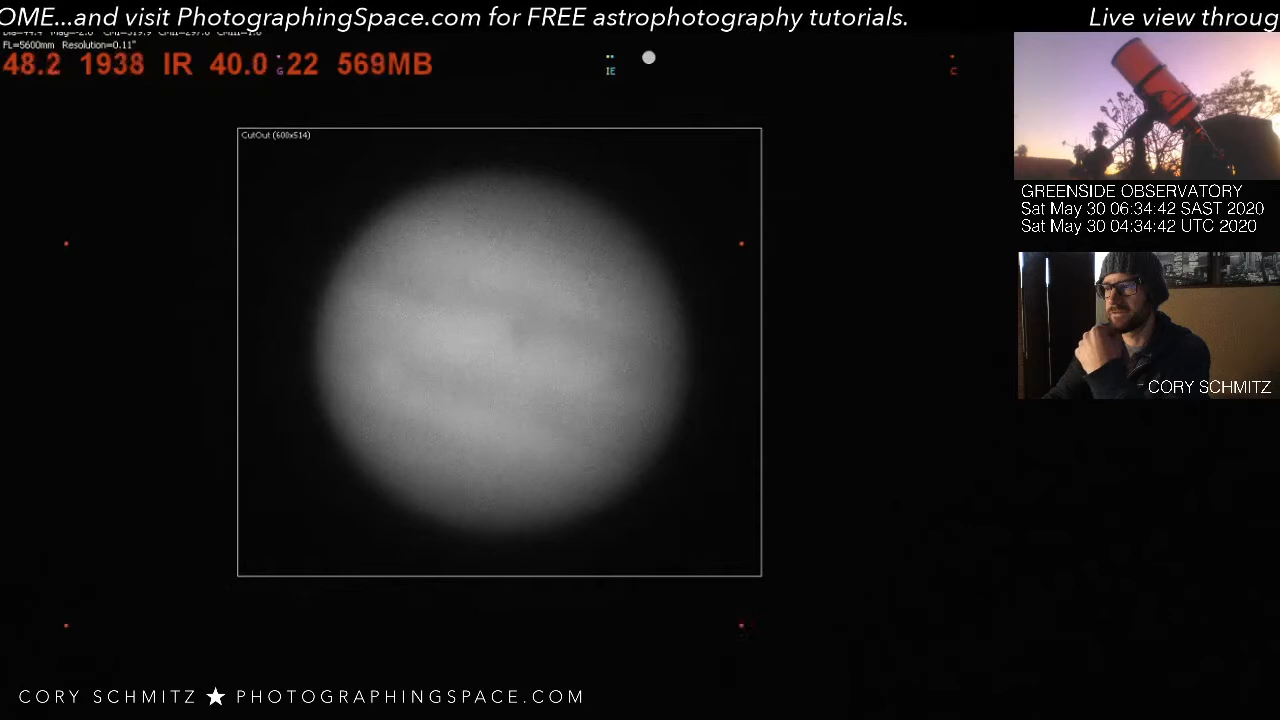 OME...and visit PhotographingSpace.com for FREE astrophotography tutorials.
Live view throug
FL=5600mm Resolution=0.11"
48.2 1938 IR 40.0 22 569MB
G
IE
C
CutOut (600x514)
GREENSIDE OBSERVATORY
Sat May 30 06:34:42 SAST 2020
Sat May 30 04:34:42 UTC 2020
CORY SCHMITZ
CORY SCHMITZ ★ PHOTOGRAPHINGSPACE.COM